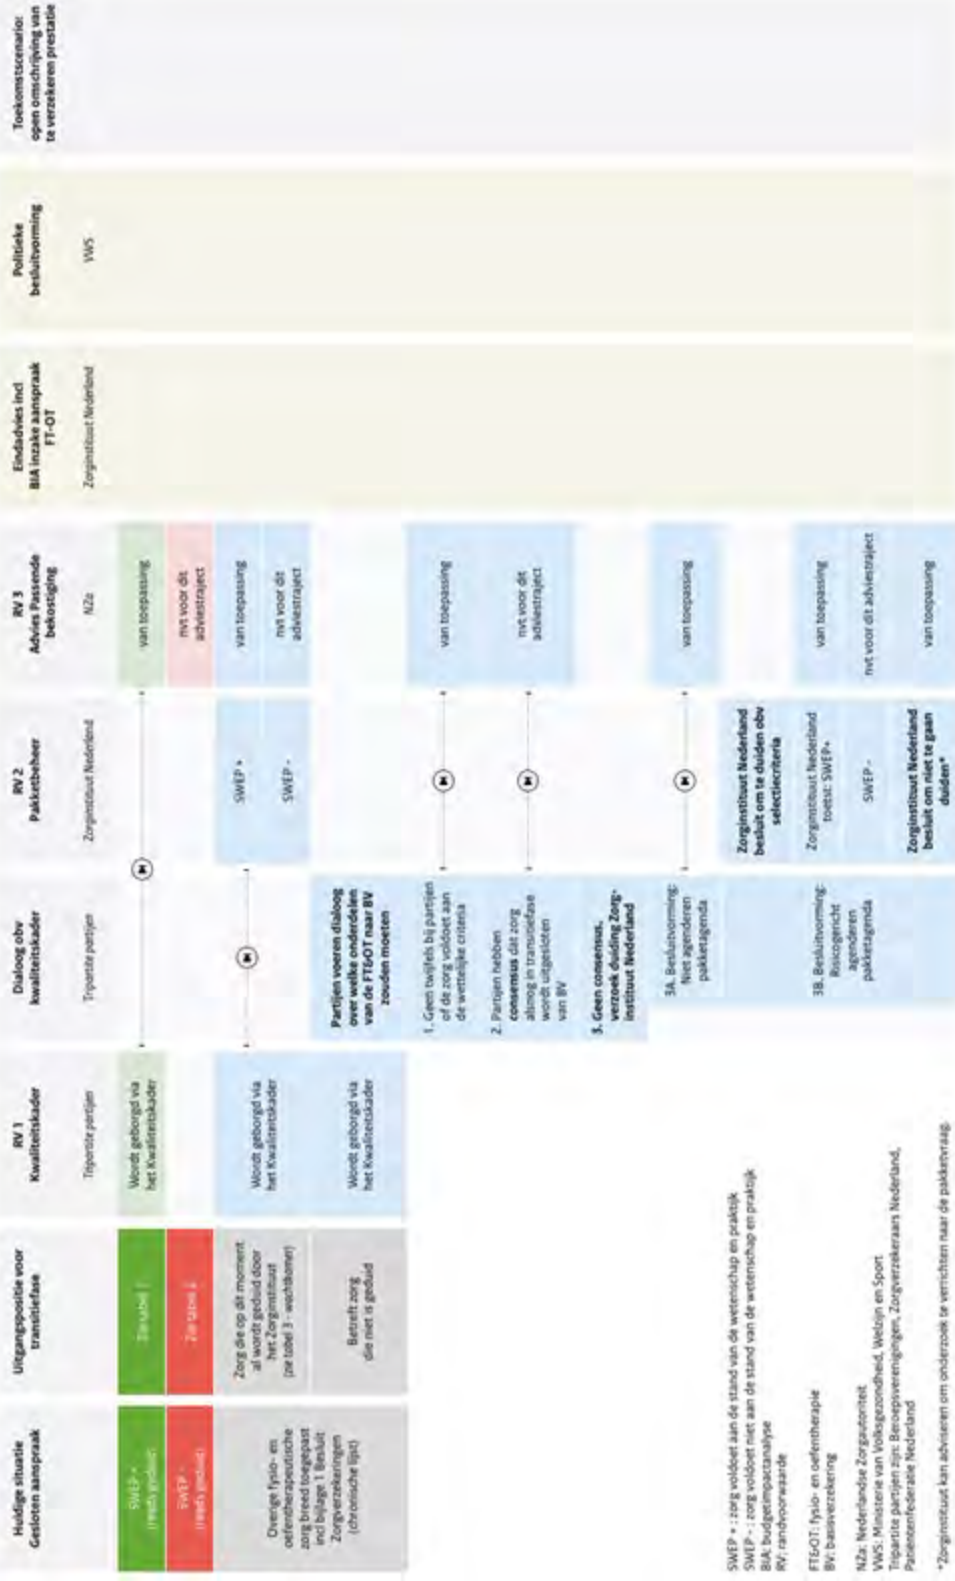 Huldige situatie
Gesloten aanspraak
SWEP +
(reeds geduid)
SWEP -
(reeds geduid)
Overige fysio- en
oefentherapeutische
zorg breed toegepast
incl bijlage 1 Besluit
Zorgverzekeringen
(chronische lijst)
Uitgangspositie voor
transitiefase
Zie tabel 1
Zie tabel 2
Zorg die op dit moment
al wordt geduid door
het Zorginstituut
(zie tabel 3 - wachtkamer)
Betreft zorg
die niet is geduid
RV 1
Kwaliteitskader
Tripartite partijen
Wordt geborgd via
het Kwaliteitskader
Wordt geborgd via
het Kwaliteitskader
Wordt geborgd via
het Kwaliteitskader
Dialoog obv
kwaliteitskader
Tripartite partijen
Partijen voeren dialoog
over welke onderdelen
van de FT&OT naar BV
zouden moeten
1. Geen twijfels bij partijen
of de zorg voldoet aan
de wettelijke criteria
2. Partijen hebben
consensus dat zorg
alsnog in transitiefase
wordt uitgesloten
van BV
3. Geen consensus,
verzoek duiding Zorg-
instituut Nederland
3A. Besluitvorming:
Niet agenderen
pakketagenda
3B. Besluitvorming:
Risicogericht
agenderen
pakketagenda
RV 2
Pakketbeheer
Zorginstituut Nederland
SWEP +
SWEP -
Zorginstituut Nederland
besluit om te duiden obv
selectiecriteria
Zorginstituut Nederland
toetst: SWEP+
SWEP -
Zorginstituut Nederland
besluit om niet te gaan
duiden*
RV 3
Advies Passende
bekostiging
NZa
van toepassing
nvt voor dit
adviestraject
van toepassing
nvt voor dit
adviestraject
van toepassing
nvt voor dit
adviestraject
van toepassing
van toepassing
nvt voor dit adviestraject
van toepassing
Eindadvies incl
BIA inzake aanspraak
FT-OT
Zorginstituut Nederland
Politieke
besluitvorming
VWS
Toekomstscenario:
open omschrijving van
te verzekeren prestatie
SWEP + : zorg voldoet aan de stand van de wetenschap en praktijk
SWEP - : zorg voldoet niet aan de stand van de wetenschap en praktijk
BIA: budgetimpactanalyse
RV: randvoorwaarde
FT&OT: fysio- en oefentherapie
BV: basisverzekering
NZa: Nederlandse Zorgautoriteit
VWS: Ministerie van Volksgezondheid, Welzijn en Sport
Tripartite partijen zijn: Beroepsverenigingen, Zorgverzekeraars Nederland,
Patiëntenfederatie Nederland
*Zorginstituut kan adviseren om onderzoek te verrichten naar de pakketvraag.